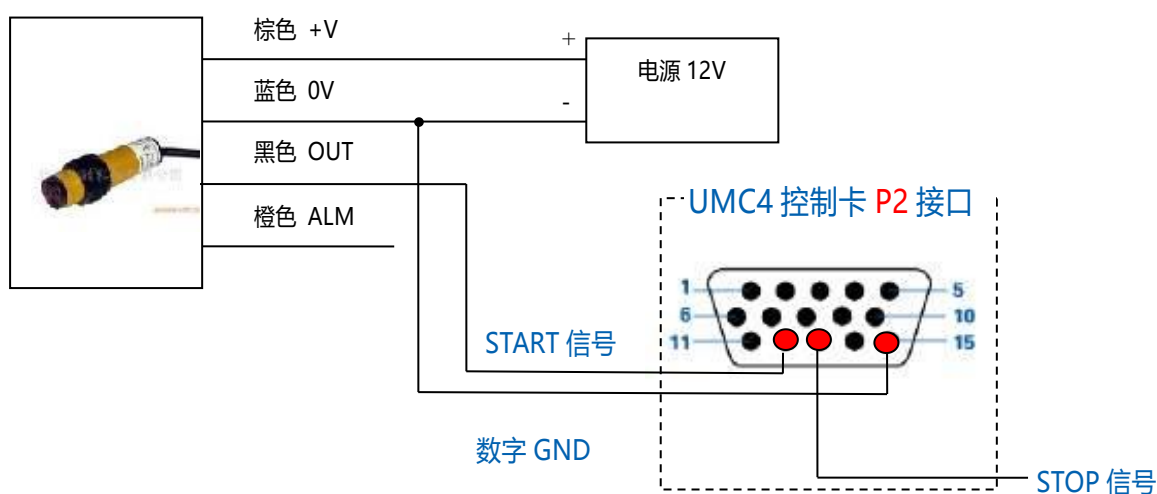 棕色 +V
+
电源 12V
蓝色 0V
-
黑色 OUT
橙色 ALM
UMC4 控制卡 P2 接口
1
5
6
10
START 信号
11
15
数字 GND
STOP 信号